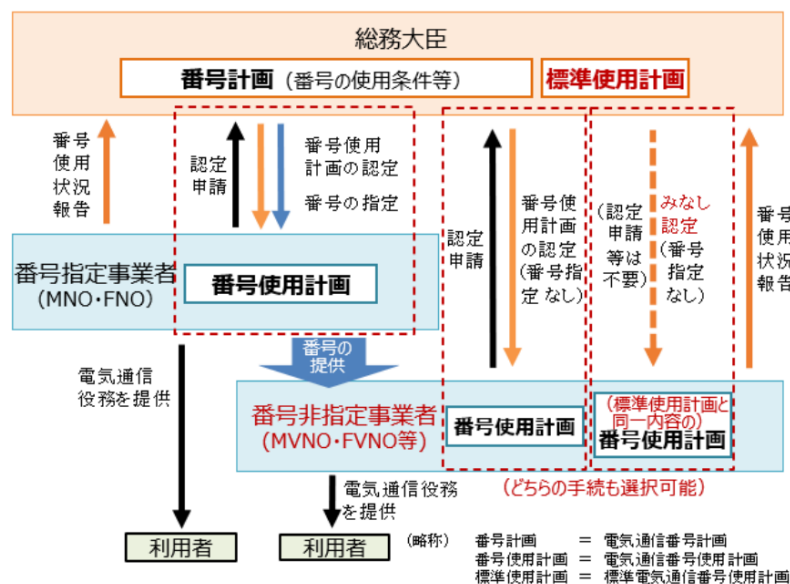 総務大臣
番号計画（番号の使用条件等）
標準使用計画
番号
使用
状況
報告
認定
申請
番号使用
計画の認定
番号の指定
認定
申請
番号使
用計画
の認定
(番号指
定なし)
(認定
申請
等は
不要)
みなし
認定
(番号
指定
なし)
番号
使用
状況
報告
番号指定事業者
(MNO・FNO)
番号使用計画
番号の
提供
電気通信
役務を提供
番号非指定事業者
(MVNO・FVNO等)
番号使用計画
(標準使用計画と
同一内容の)
番号使用計画
(どちらの手続も選択可能)
電気通信役務
を提供
利用者
利用者
(略称) 番号計画 = 電気通信番号計画
番号使用計画 = 電気通信番号使用計画
標準使用計画 = 標準電気通信番号使用計画